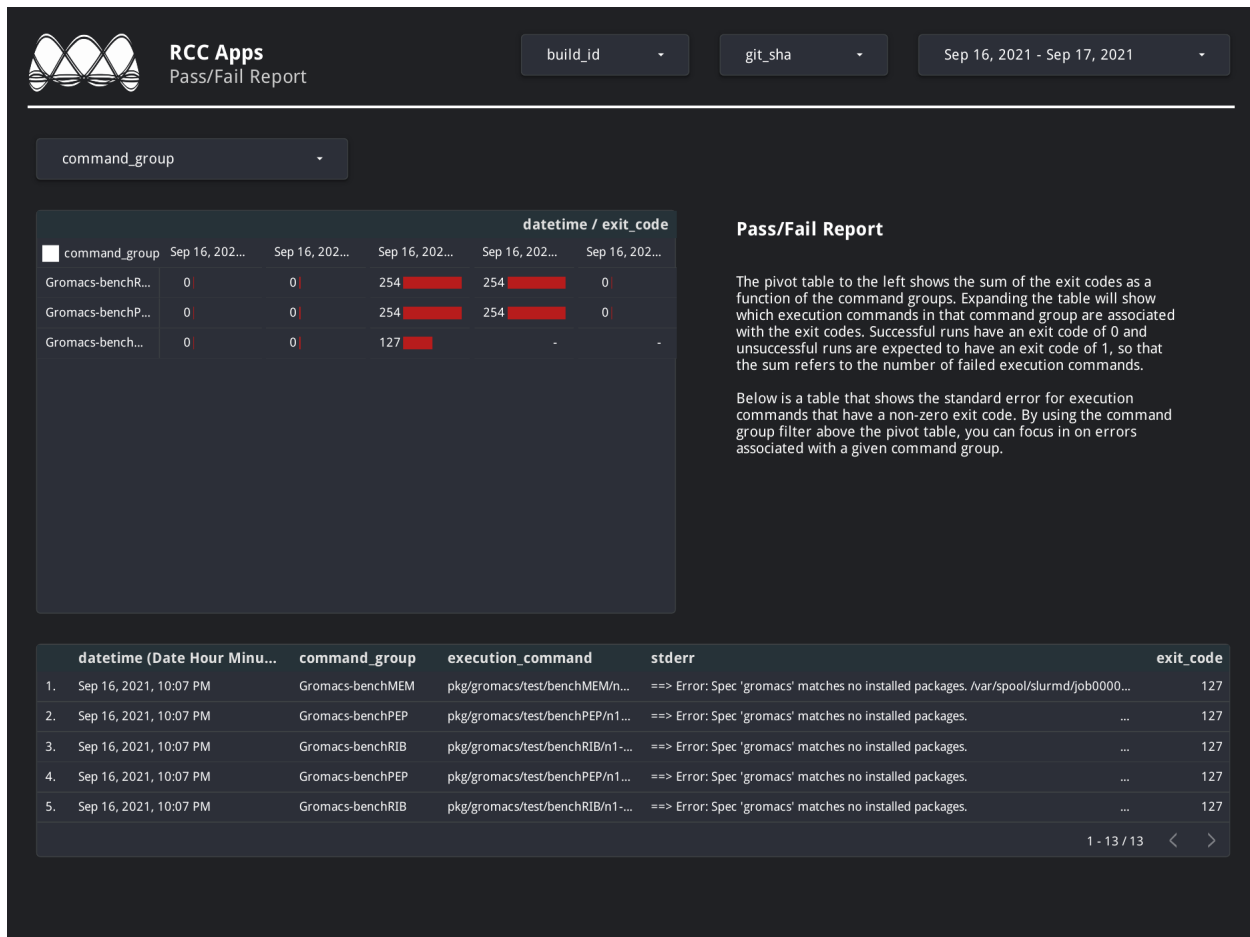 RCC Apps
Pass/Fail Report
build_id
git_sha
Sep 16, 2021 - Sep 17, 2021
command_group
datetime / exit_code
command_group Sep 16, 202... Sep 16, 202... Sep 16, 202... Sep 16, 202... Sep 16, 202...
Gromacs-benchR... 0 0 254 254 0
Gromacs-benchP... 0 0 254 254 0
Gromacs-bench... 0 0 127 - -
Pass/Fail Report
The pivot table to the left shows the sum of the exit codes as a
function of the command groups. Expanding the table will show
which execution commands in that command group are associated
with the exit codes. Successful runs have an exit code of 0 and
unsuccessful runs are expected to have an exit code of 1, so that
the sum refers to the number of failed execution commands.
Below is a table that shows the standard error for execution
commands that have a non-zero exit code. By using the command
group filter above the pivot table, you can focus in on errors
associated with a given command group.
datetime (Date Hour Minu... command_group execution_command stderr exit_code
1. Sep 16, 2021, 10:07 PM Gromacs-benchMEM pkg/gromacs/test/benchMEM/n... ==> Error: Spec 'gromacs' matches no installed packages. /var/spool/slurmd/job0000... 127
2. Sep 16, 2021, 10:07 PM Gromacs-benchPEP pkg/gromacs/test/benchPEP/n1... ==> Error: Spec 'gromacs' matches no installed packages. ... 127
3. Sep 16, 2021, 10:07 PM Gromacs-benchRIB pkg/gromacs/test/benchRIB/n1-... ==> Error: Spec 'gromacs' matches no installed packages. ... 127
4. Sep 16, 2021, 10:07 PM Gromacs-benchPEP pkg/gromacs/test/benchPEP/n1... ==> Error: Spec 'gromacs' matches no installed packages. ... 127
5. Sep 16, 2021, 10:07 PM Gromacs-benchRIB pkg/gromacs/test/benchRIB/n1-... ==> Error: Spec 'gromacs' matches no installed packages. ... 127
1 - 13 / 13